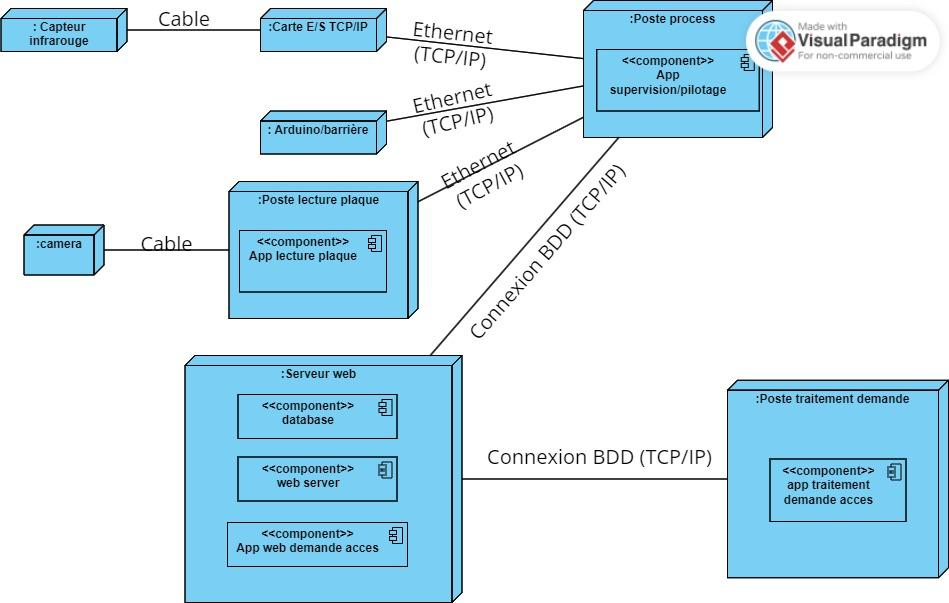 : Capteur
infrarouge
Cable
:Carte E/S TCP/IP
Ethernet
(TCP/IP)
:Poste process
<<component>>
App
supervision/pilotage
Made with
VisualParadigm
For non-commercial use
: Arduino/barrière
Ethernet
(TCP/IP)
Ethernet
(TCP/IP)
:Poste lecture plaque
<<component>>
App lecture plaque
:camera
Cable
Connexion BDD (TCP/IP)
:Serveur web
<<component>>
database
<<component>>
web server
<<component>>
App web demande acces
Connexion BDD (TCP/IP)
:Poste traitement demande
<<component>>
app traitement
demande acces